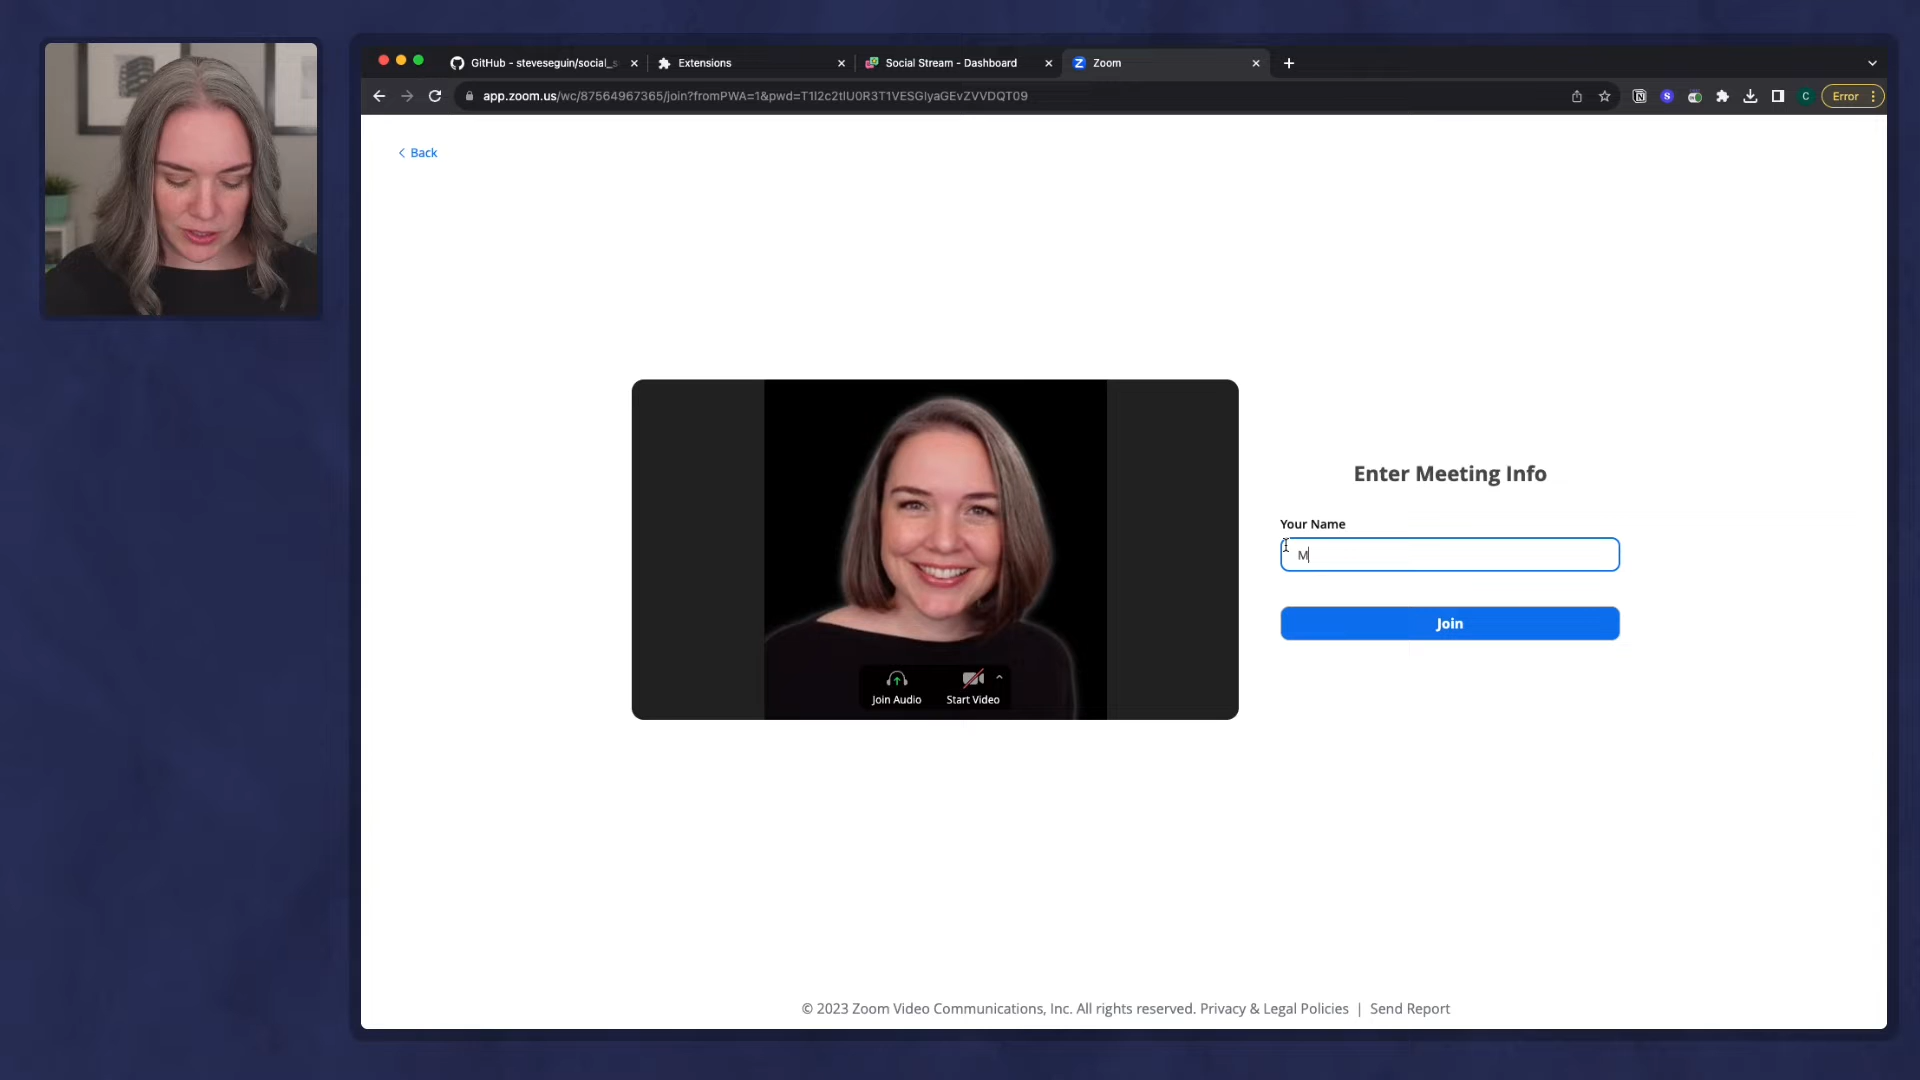 GitHub - steveseguin/social_s
Extensions
Social Stream - Dashboard
Zoom
app.zoom.us/wc/87564967365/join?fromPWA=1&pwd=T1l2c2tlU0R3T1VESGlyaGEvZVVDQT09
C
Error
Back
Enter Meeting Info
Your Name
M
Join
Join Audio
Start Video
© 2023 Zoom Video Communications, Inc. All rights reserved. Privacy & Legal Policies | Send Report